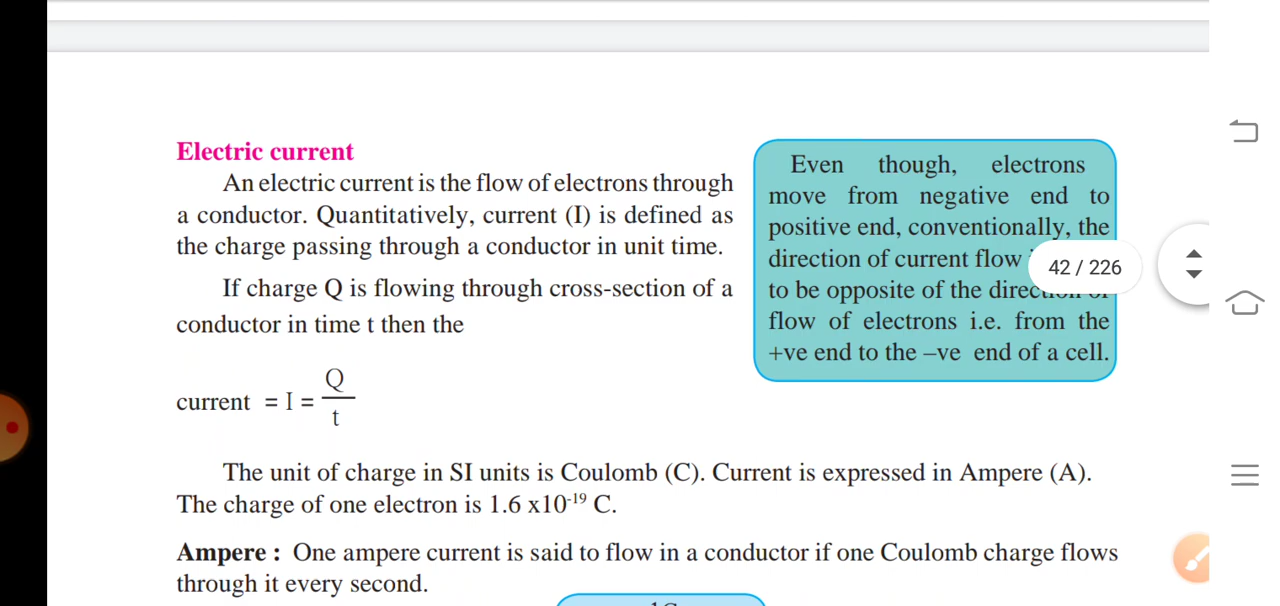 Electric current
An electric current is the flow of electrons through
a conductor. Quantitatively, current (I) is defined as
the charge passing through a conductor in unit time.
If charge Q is flowing through cross-section of a
conductor in time t then the
current = I = Q
t
Even though, electrons
move from negative end to
positive end, conventionally, the
direction of current flow
to be opposite of the direction of
flow of electrons i.e. from the
+ve end to the –ve end of a cell.
42 / 226
The unit of charge in SI units is Coulomb (C). Current is expressed in Ampere (A).
The charge of one electron is 1.6 x10⁻¹⁹ C.
Ampere : One ampere current is said to flow in a conductor if one Coulomb charge flows
through it every second.